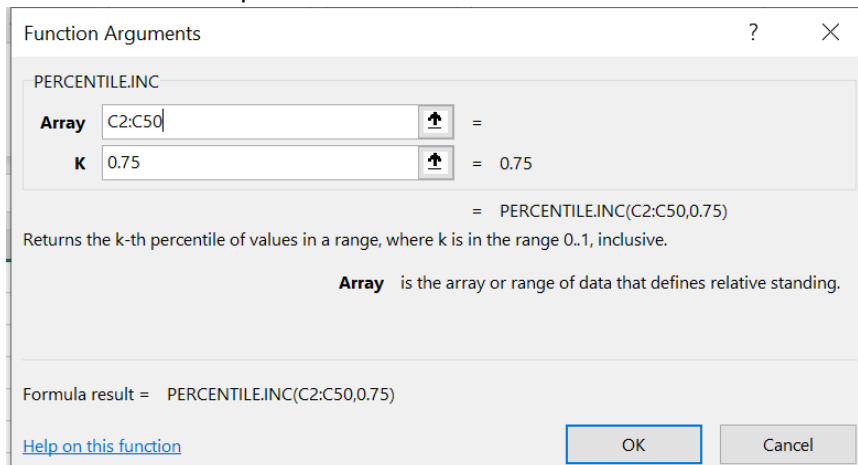 Function Arguments ? ×
PERCENTILE.INC
Array C2:C50 =
K 0.75 = 0.75
= PERCENTILE.INC(C2:C50,0.75)
Returns the k-th percentile of values in a range, where k is in the range 0..1, inclusive.
Array is the array or range of data that defines relative standing.
Formula result = PERCENTILE.INC(C2:C50,0.75)
Help on this function OK Cancel